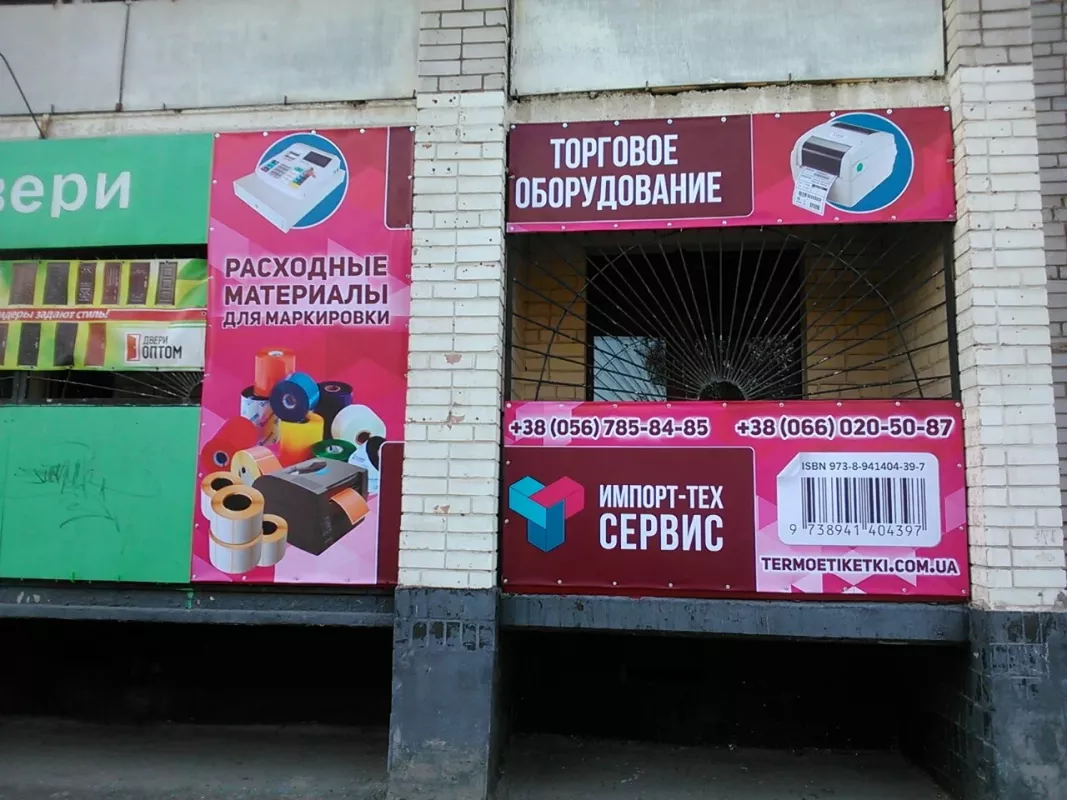 вери
идеры задают стиль!
ДВЕРИ
ОПТОМ
РАСХОДНЫЕ
МАТЕРИАЛЫ
ДЛЯ МАРКИРОВКИ
ТОРГОВОЕ
ОБОРУДОВАНИЕ
+38 (056) 785-84-85
+38 (066) 020-50-87
ИМПОРТ-ТЕХ
СЕРВИС
ISBN 973-8-941404-39-7
9 738941 404397
TERMOETIKETKI.COM.UA